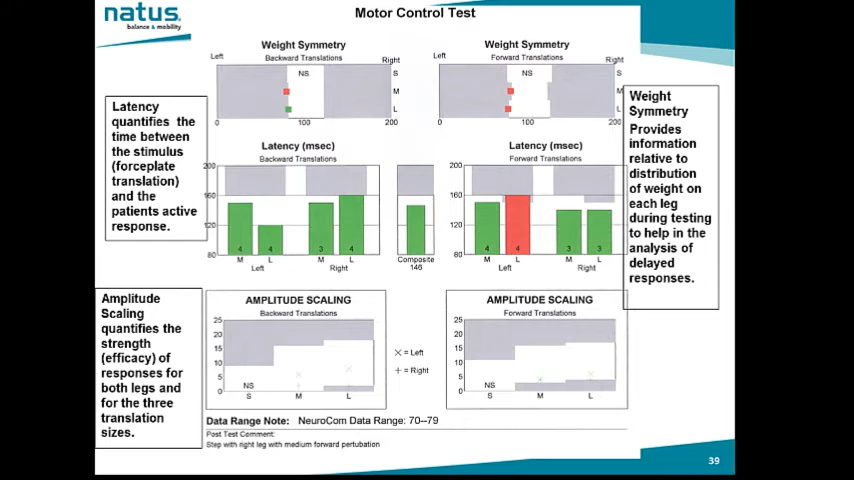 natus
balance & mobility
Motor Control Test
Weight Symmetry
Backward Translations
Left
Right
NS
S
M
L
0
100
200
Weight Symmetry
Forward Translations
Left
Right
NS
S
M
L
0
100
200
Latency
quantifies the
time between
the stimulus
(forceplate
translation)
and the
patients active
response.
Weight
Symmetry
Provides
information
relative to
distribution
of weight on
each leg
during testing
to help in the
analysis of
delayed
responses.
Latency (msec)
Backward Translations
200
160
120
80
4
4
3
4
M
L
M
L
Left
Right
Composite
146
Latency (msec)
Forward Translations
200
160
120
80
4
4
3
3
M
L
M
L
Left
Right
Amplitude
Scaling
quantifies the
strength
(efficacy) of
responses for
both legs and
for the three
translation
sizes.
AMPLITUDE SCALING
Backward Translations
25
20
15
10
5
0
NS
S
M
L
X = Left
+ = Right
AMPLITUDE SCALING
Forward Translations
25
20
15
10
5
0
NS
S
M
L
Data Range Note: NeuroCom Data Range: 70--79
Post Test Comment:
Step with right leg with medium forward pertubation
39